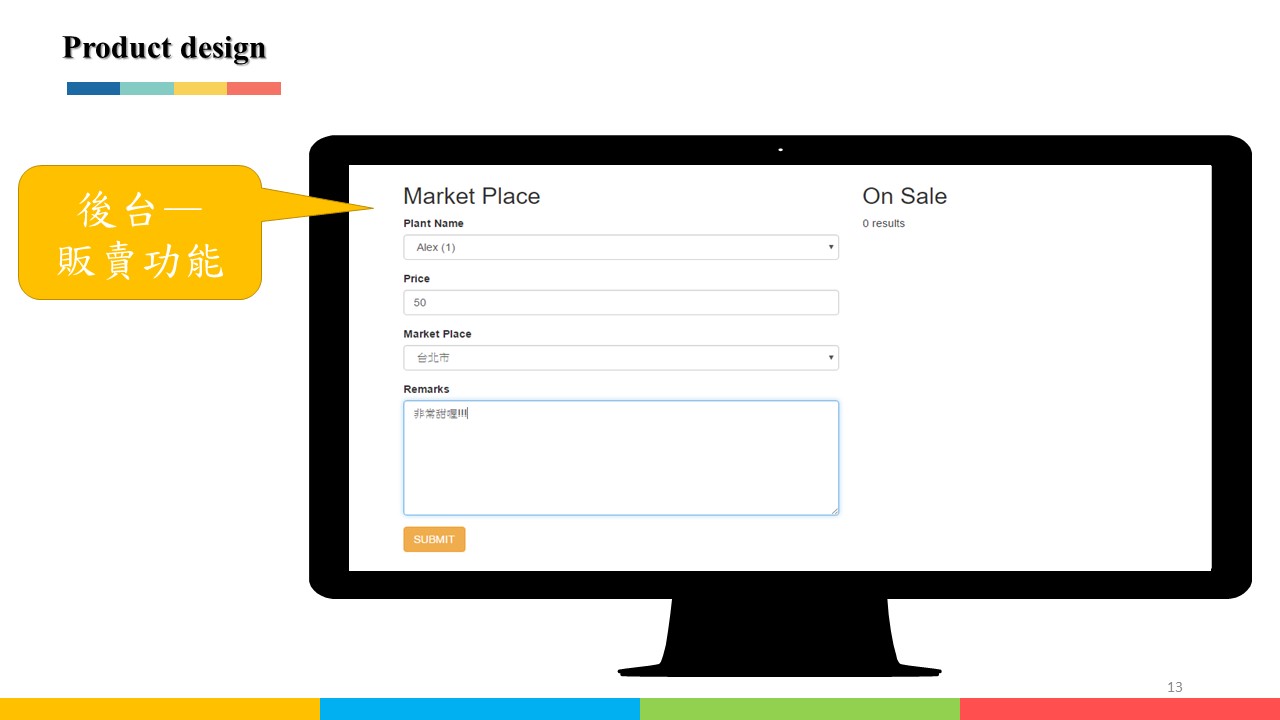 Product design
後台—
販賣功能
Market Place
Plant Name
Alex (1)
Price
50
Market Place
台北市
Remarks
非常甜喔!!!
SUBMIT
On Sale
0 results
13